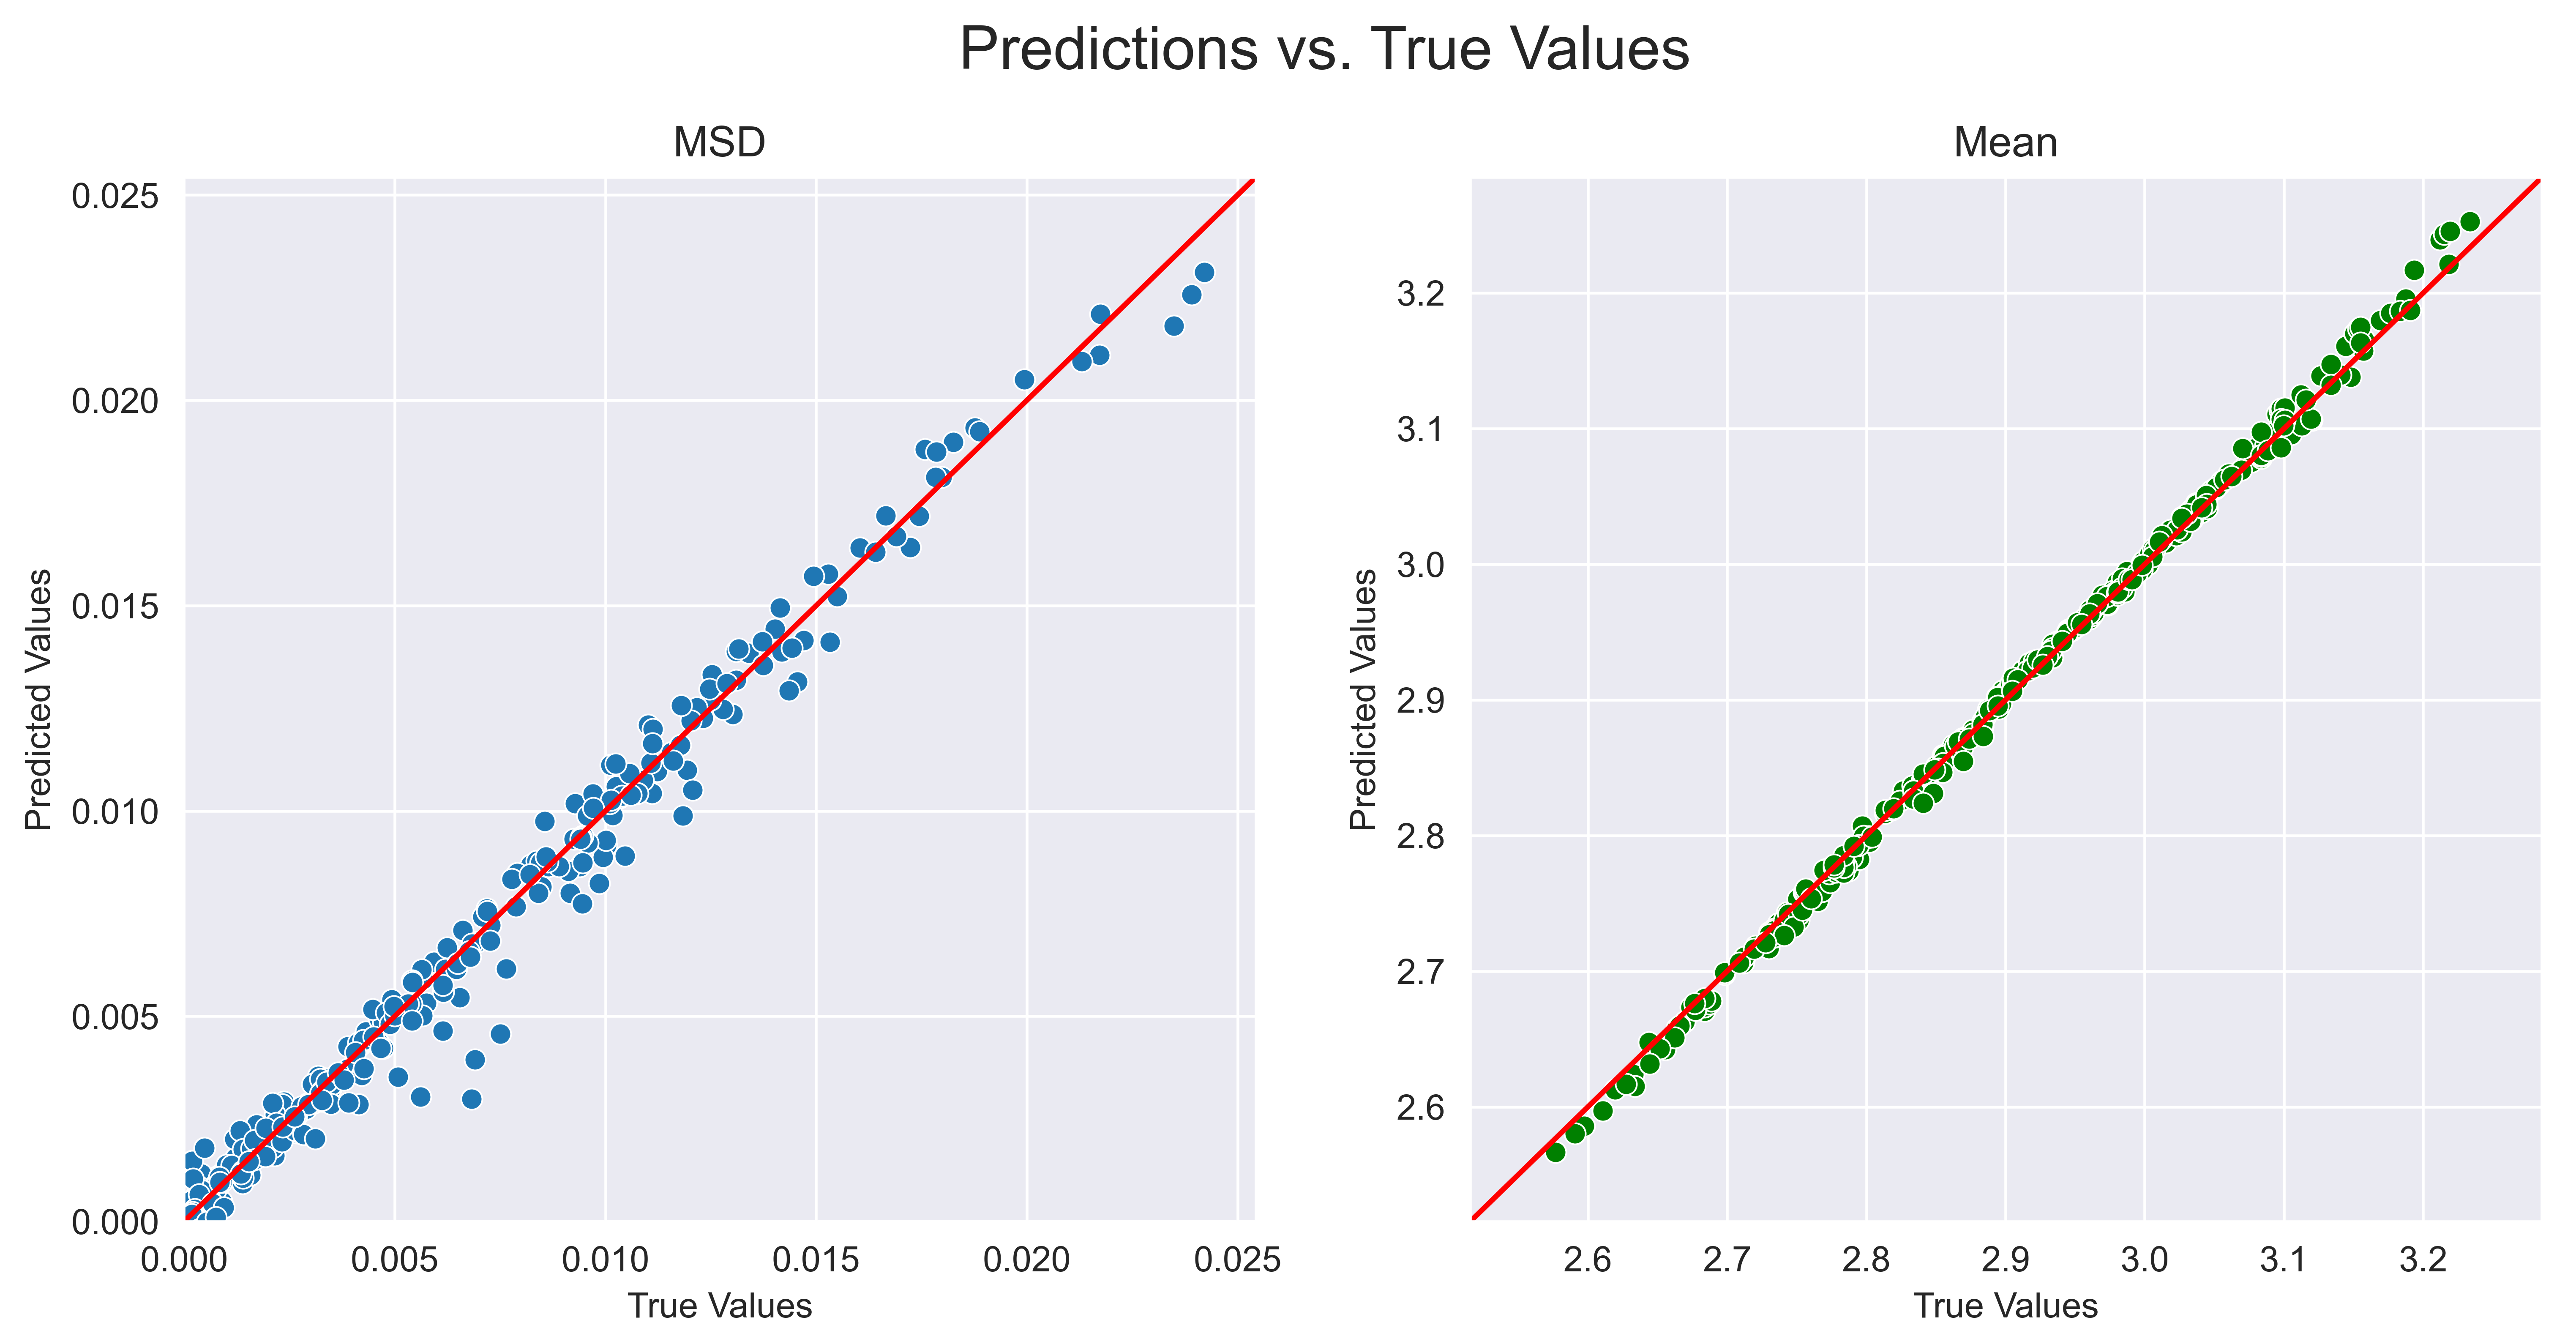 Predictions vs. True Values
MSD
0.025
0.020
0.015
0.010
0.005
0.000
Predicted Values
0.000 0.005 0.010 0.015 0.020 0.025
True Values
Mean
3.2
3.1
3.0
2.9
2.8
2.7
2.6
Predicted Values
2.6 2.7 2.8 2.9 3.0 3.1 3.2
True Values